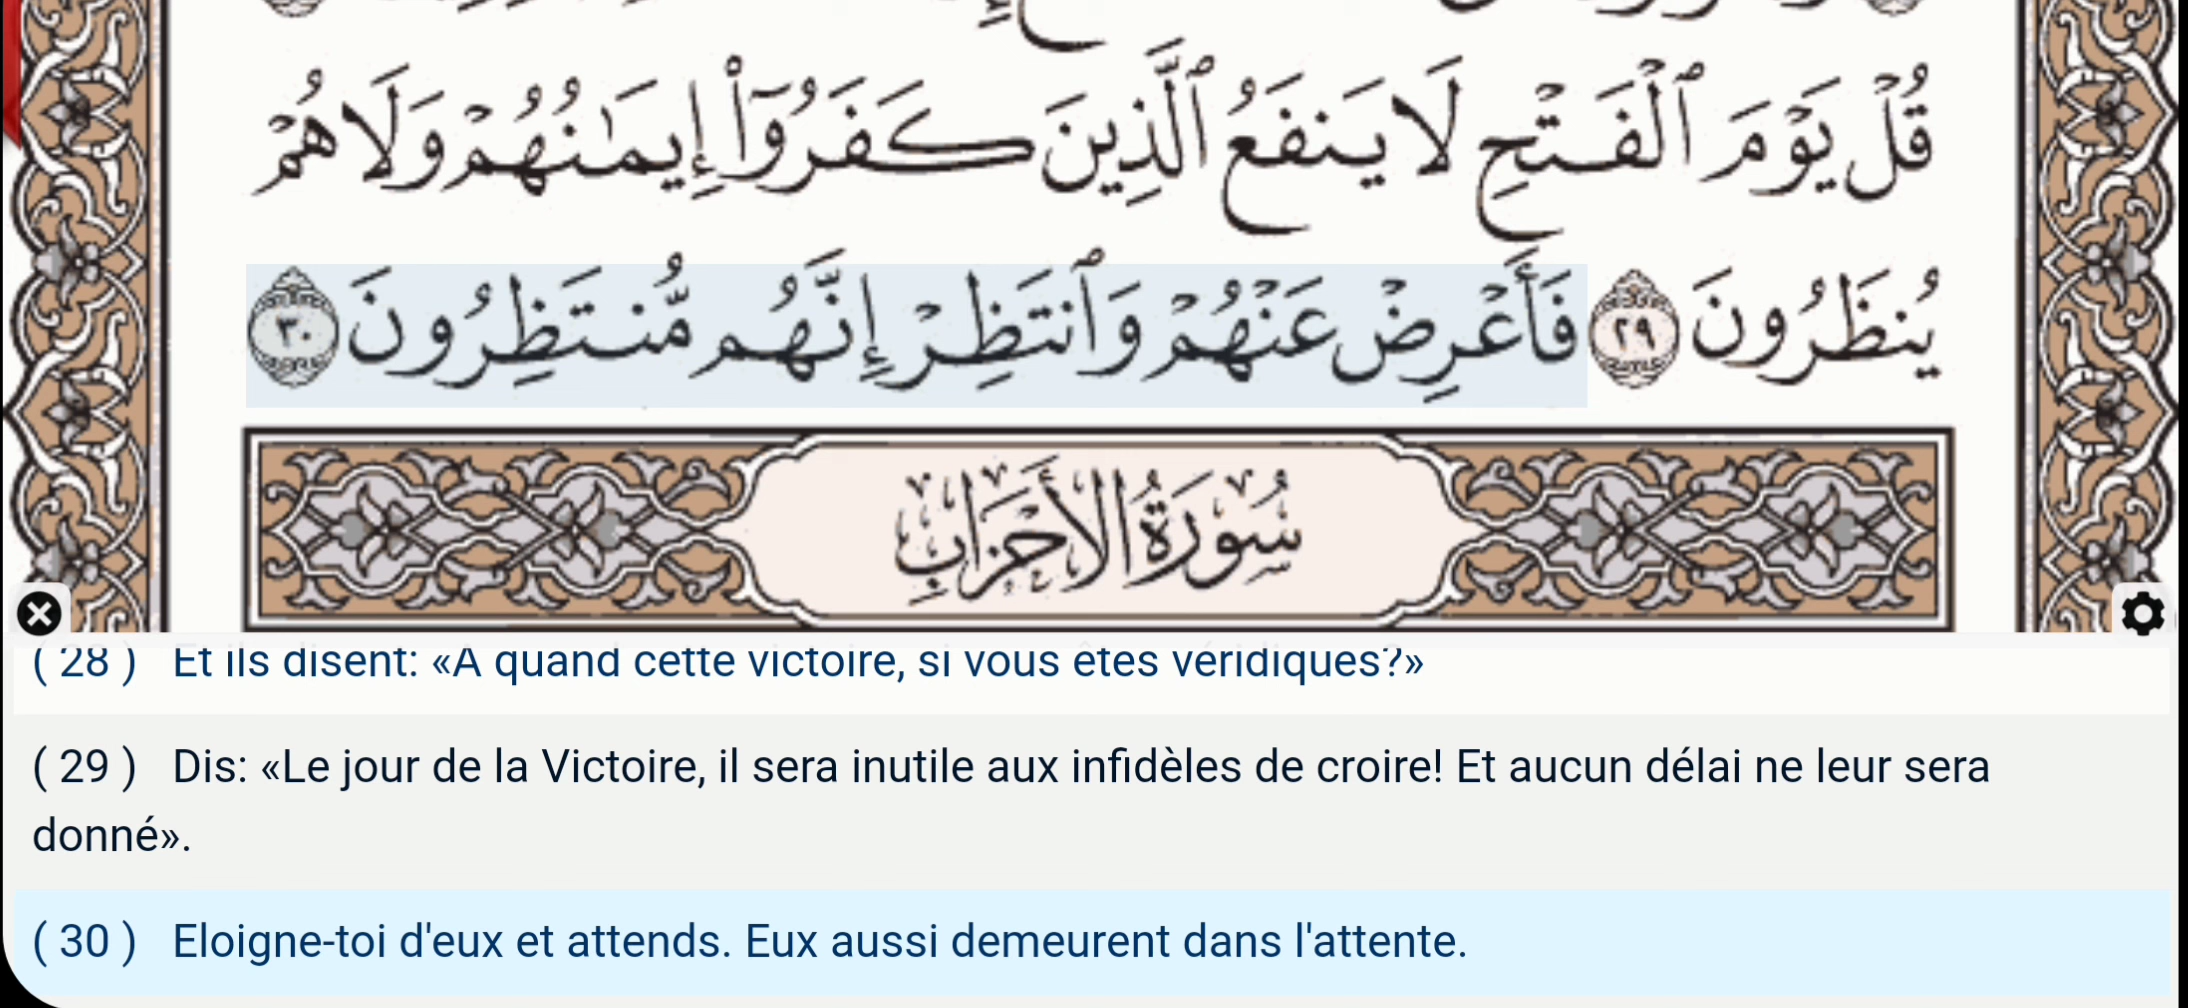 قُلْ يَوْمَ ٱلْفَتْحِ لَا يَنفَعُ ٱلَّذِينَ كَفَرُوٓا۟ إِيمَـٰنُهُمْ وَلَا هُمْ
يُنظَرُونَ ٢٩ فَأَعْرِضْ عَنْهُمْ وَٱنتَظِرْ إِنَّهُم مُّنتَظِرُونَ ٣٠
سُورَةُ الأَحْزَابِ
( 28 ) Et ils disent: «A quand cette victoire, si vous êtes véridiques?»
( 29 ) Dis: «Le jour de la Victoire, il sera inutile aux infidèles de croire! Et aucun délai ne leur sera
donné».
( 30 ) Eloigne-toi d'eux et attends. Eux aussi demeurent dans l'attente.